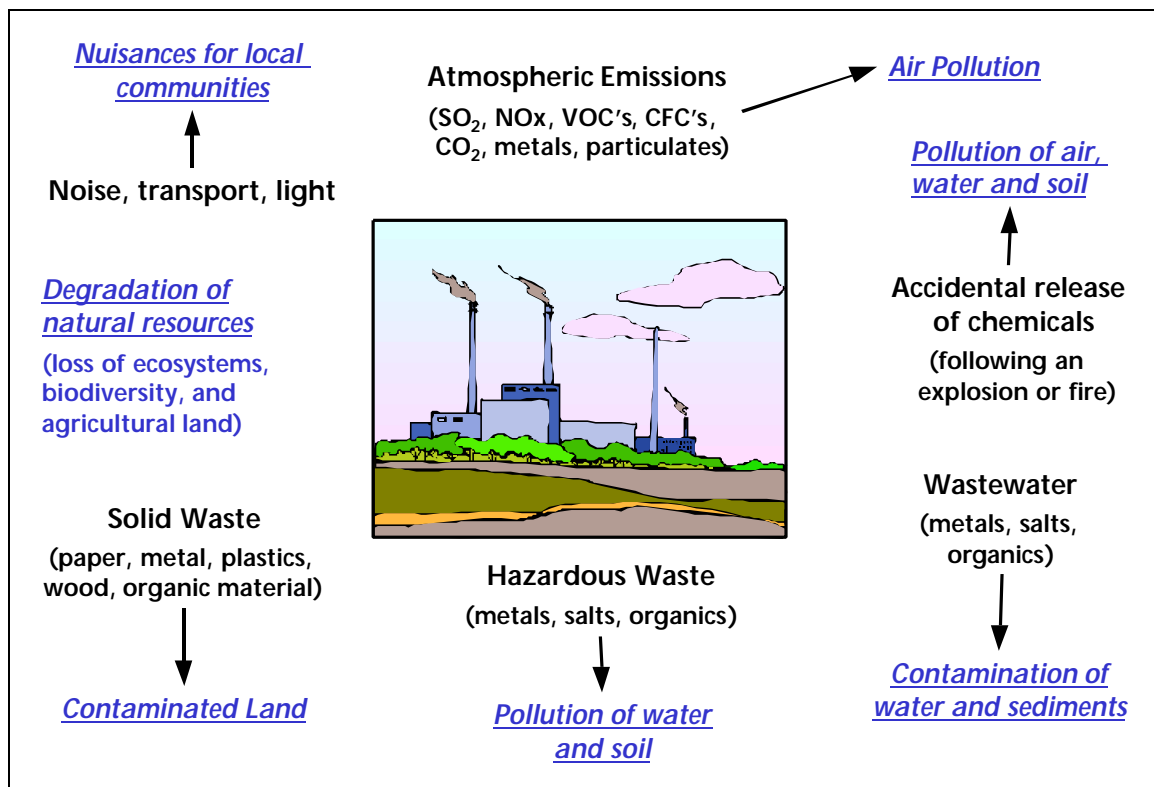 Nuisances for local
communities
Noise, transport, light
Atmospheric Emissions
(SO₂, NOx, VOC's, CFC's,
CO₂, metals, particulates)
Air Pollution
Pollution of air,
water and soil
Accidental release
of chemicals
(following an
explosion or fire)
Degradation of
natural resources
(loss of ecosystems,
biodiversity, and
agricultural land)
Solid Waste
(paper, metal, plastics,
wood, organic material)
Contaminated Land
Hazardous Waste
(metals, salts, organics)
Pollution of water
and soil
Wastewater
(metals, salts,
organics)
Contamination of
water and sediments